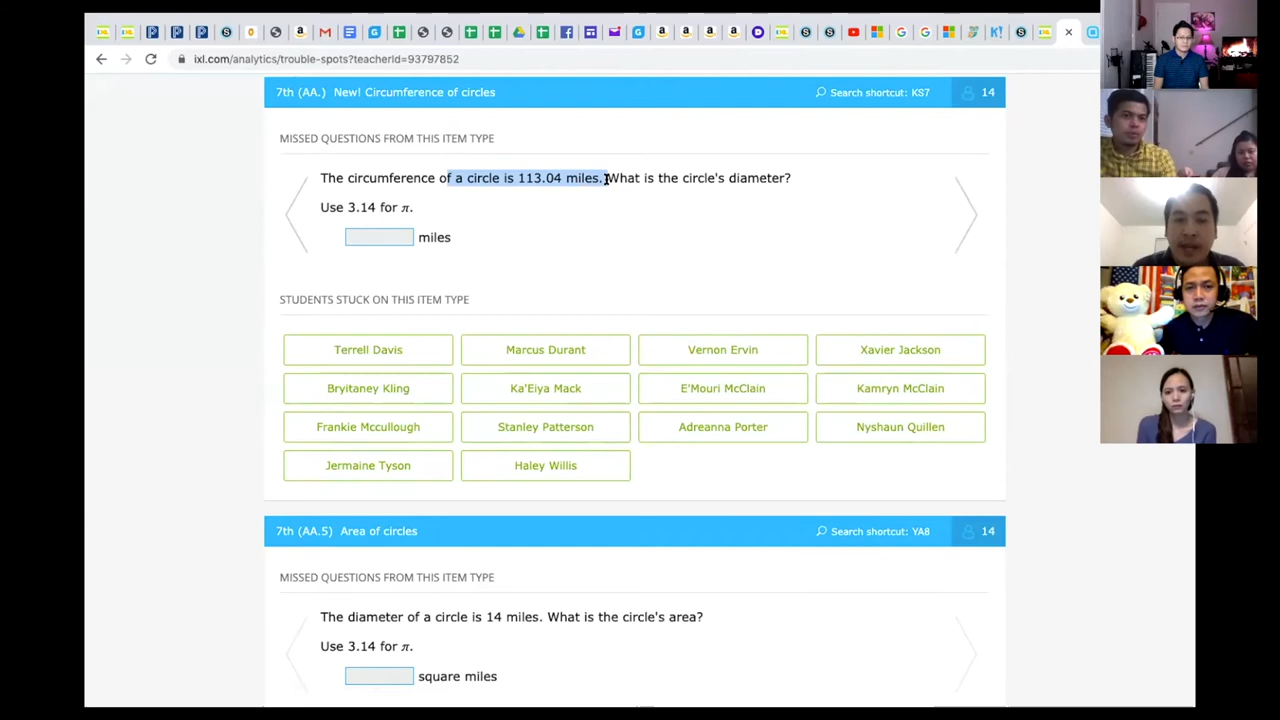 ixl.com/analytics/trouble-spots?teacherId=93797852
7th (AA.) New! Circumference of circles Search shortcut: KS7 14
MISSED QUESTIONS FROM THIS ITEM TYPE
The circumference of a circle is 113.04 miles. What is the circle's diameter?
Use 3.14 for π.
miles
STUDENTS STUCK ON THIS ITEM TYPE
Terrell Davis Marcus Durant Vernon Ervin Xavier Jackson
Bryitaney Kling Ka'Eiya Mack E'Mouri McClain Kamryn McClain
Frankie Mccullough Stanley Patterson Adreanna Porter Nyshaun Quillen
Jermaine Tyson Haley Willis
7th (AA.5) Area of circles Search shortcut: YA8 14
MISSED QUESTIONS FROM THIS ITEM TYPE
The diameter of a circle is 14 miles. What is the circle's area?
Use 3.14 for π.
square miles